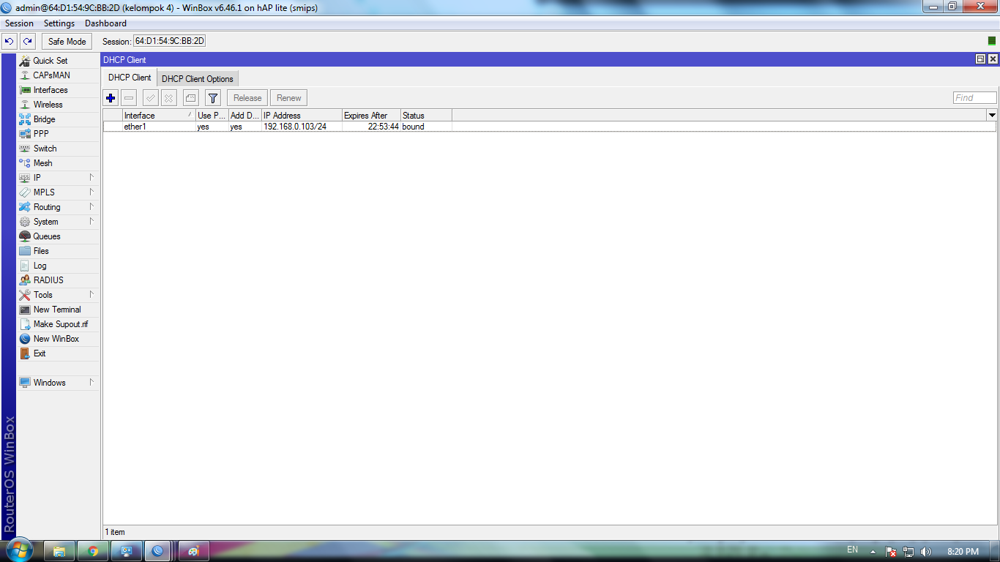 admin@64:D1:54:9C:BB:2D (kelompok 4) - WinBox v6.46.1 on hAP lite (smips)
Session Settings Dashboard
Safe Mode Session: 64:D1:54:9C:BB:2D
Quick Set
CAPsMAN
Interfaces
Wireless
Bridge
PPP
Switch
Mesh
IP
MPLS
Routing
System
Queues
Files
Log
RADIUS
Tools
New Terminal
Make Supout.rif
New WinBox
Exit
Windows
RouterOS WinBox
DHCP Client
DHCP Client DHCP Client Options
Release Renew Find
Interface Use P... Add D... IP Address Expires After Status
ether1 yes yes 192.168.0.103/24 22:53:44 bound
1 item
EN 8:20 PM